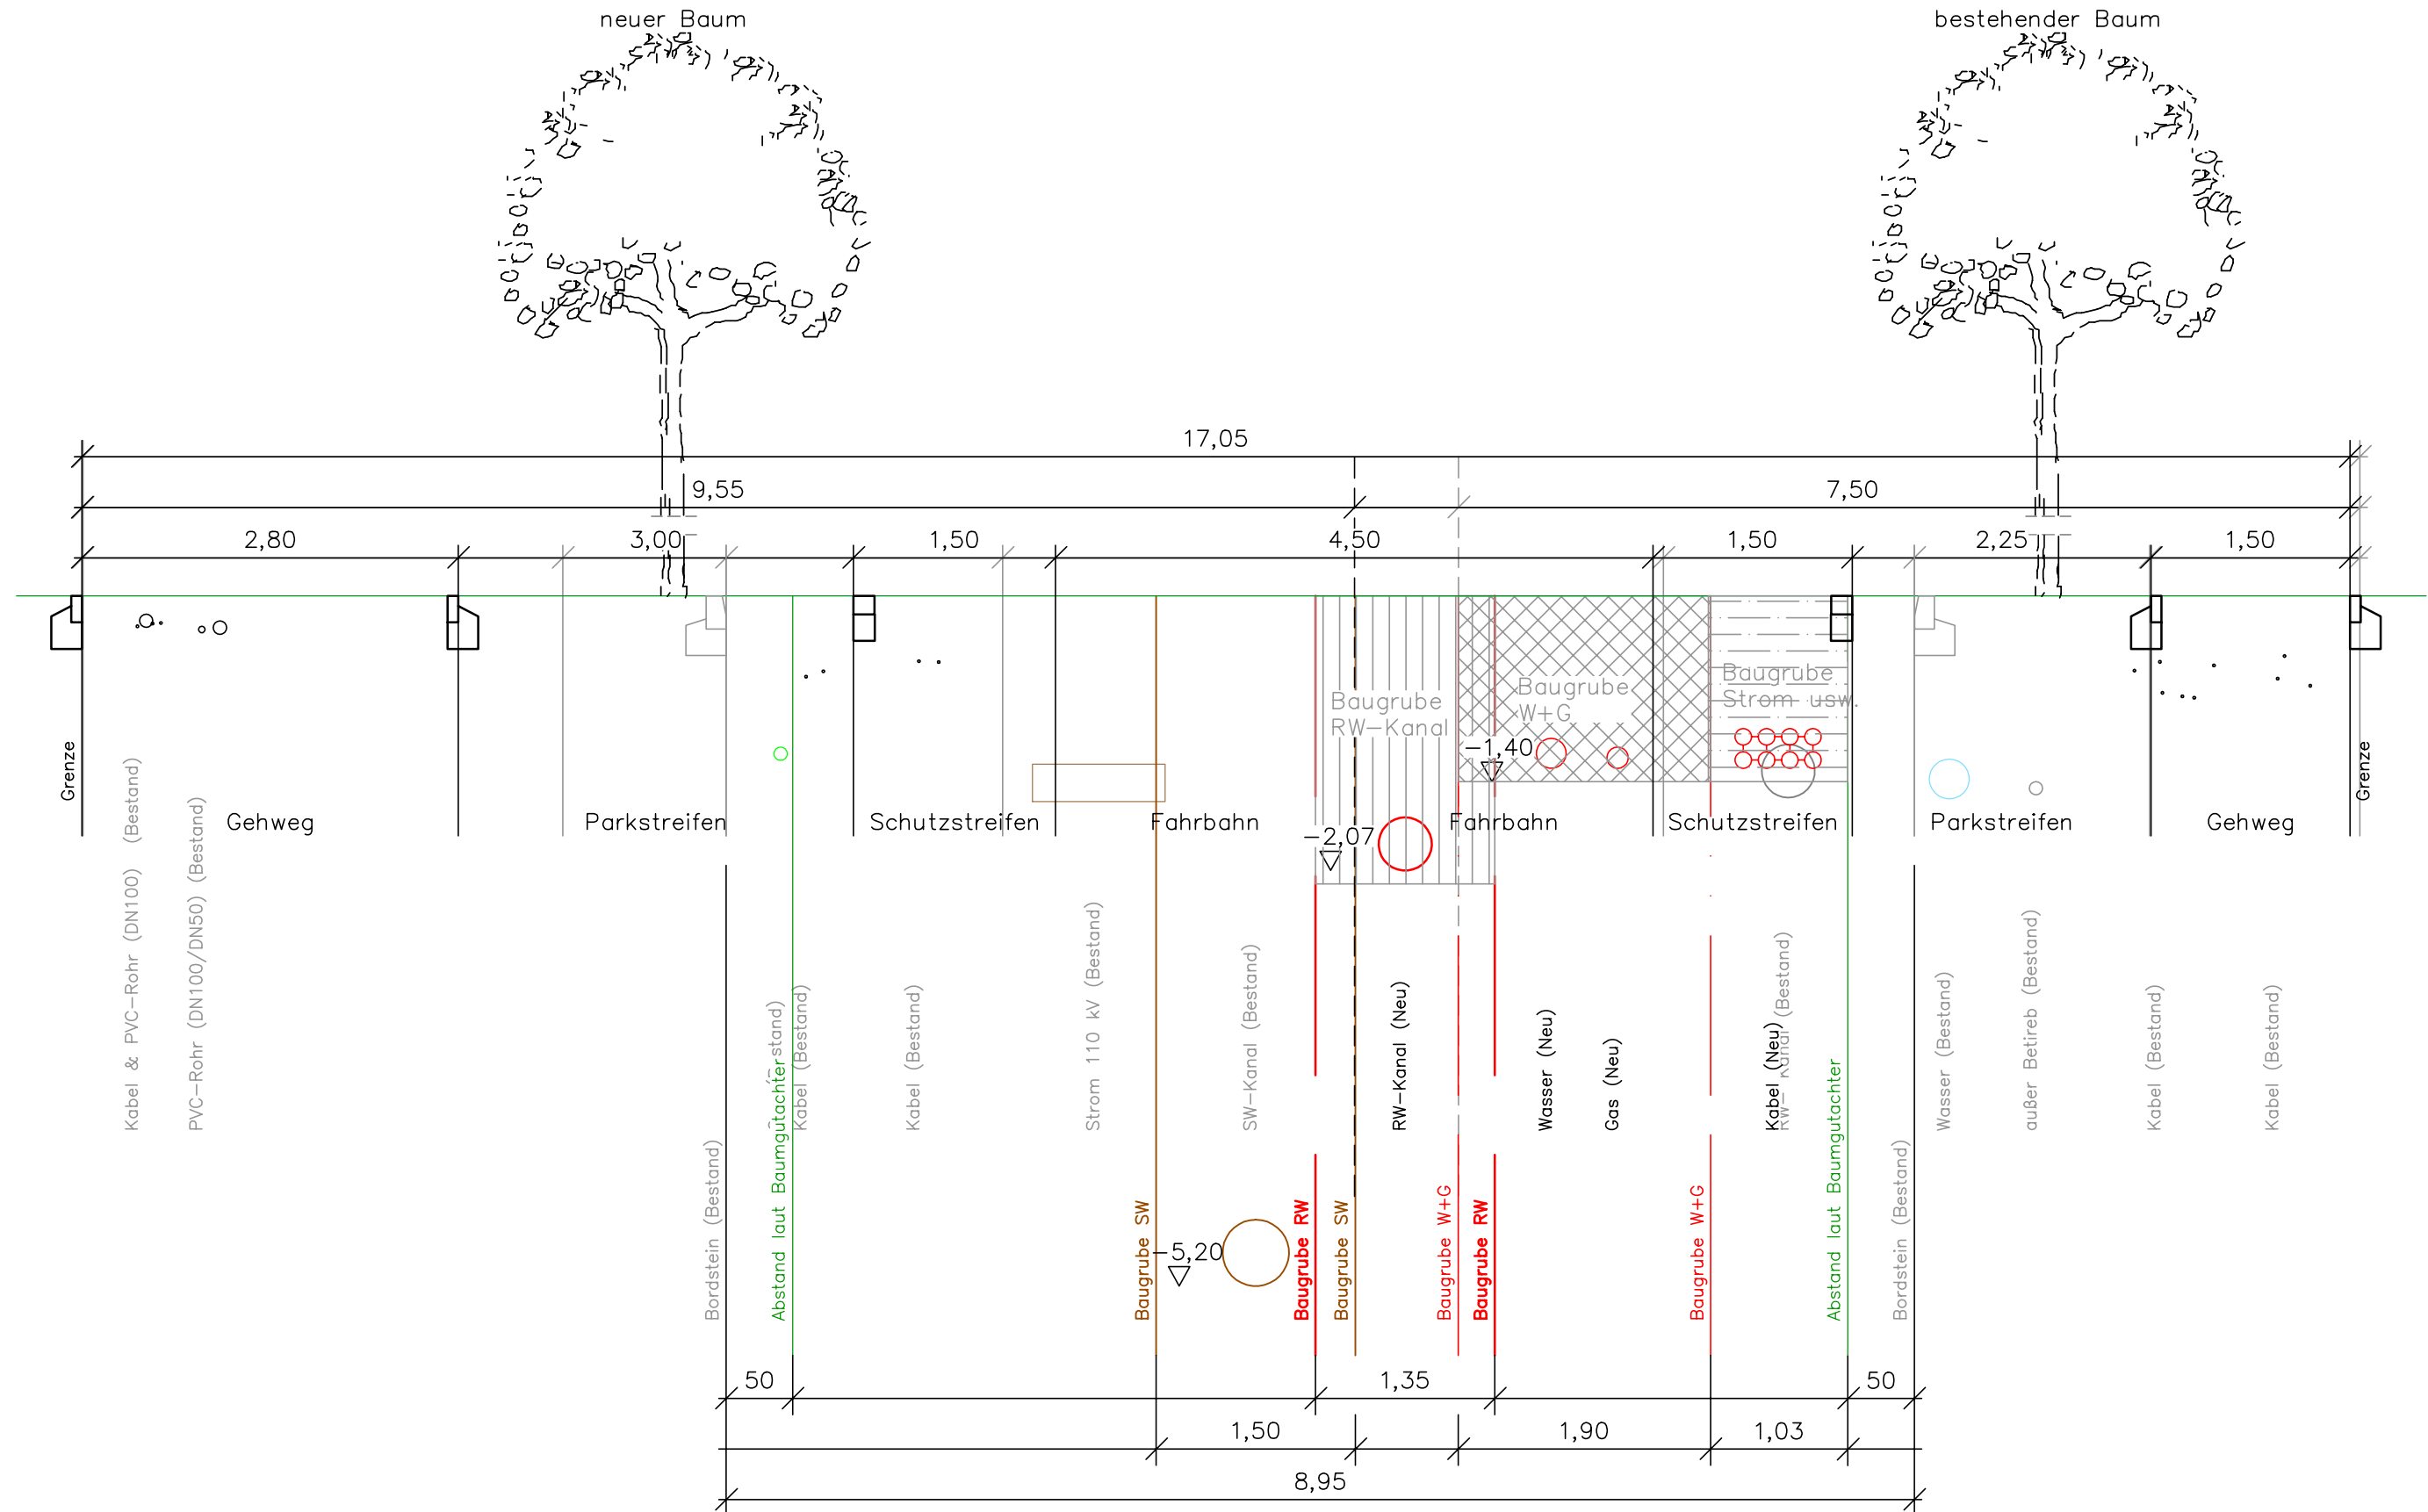 neuer Baum
bestehender Baum
17,05
9,55
7,50
2,80
3,00
1,50
4,50
1,50
2,25
1,50
Baugrube
RW-Kanal
Baugrube
W+G
Baugrube
Strom usw.
-1,40
-2,07
Grenze
Gehweg
Parkstreifen
Schutzstreifen
Fahrbahn
Fahrbahn
Schutzstreifen
Parkstreifen
Gehweg
Grenze
Kabel & PVC-Rohr (DN100) (Bestand)
PVC-Rohr (DN100/DN50) (Bestand)
Kabel (Bestand)
Kabel (Bestand)
Strom 110 kV (Bestand)
SW-Kanal (Bestand)
RW-Kanal (Neu)
Wasser (Neu)
Gas (Neu)
Kabel (Neu)
RW-Kanal (Bestand)
Wasser (Bestand)
außer Betireb (Bestand)
Kabel (Bestand)
Kabel (Bestand)
Bordstein (Bestand)
Abstand laut Baumgutachter
Baugrube SW
-5,20
Baugrube RW
Baugrube SW
Baugrube W+G
Baugrube RW
Baugrube W+G
Abstand laut Baumgutachter
Bordstein (Bestand)
50
1,35
50
1,50
1,90
1,03
8,95